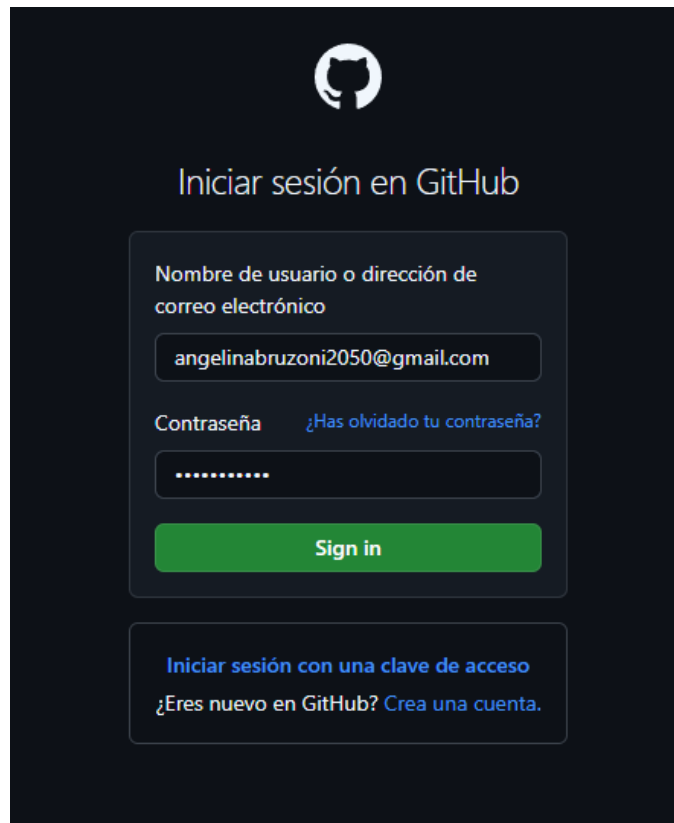 Iniciar sesión en GitHub
Nombre de usuario o dirección de
correo electrónico
angelinabruzoni2050@gmail.com
Contraseña ¿Has olvidado tu contraseña?
•••••••••••
Sign in
Iniciar sesión con una clave de acceso
¿Eres nuevo en GitHub? Crea una cuenta.